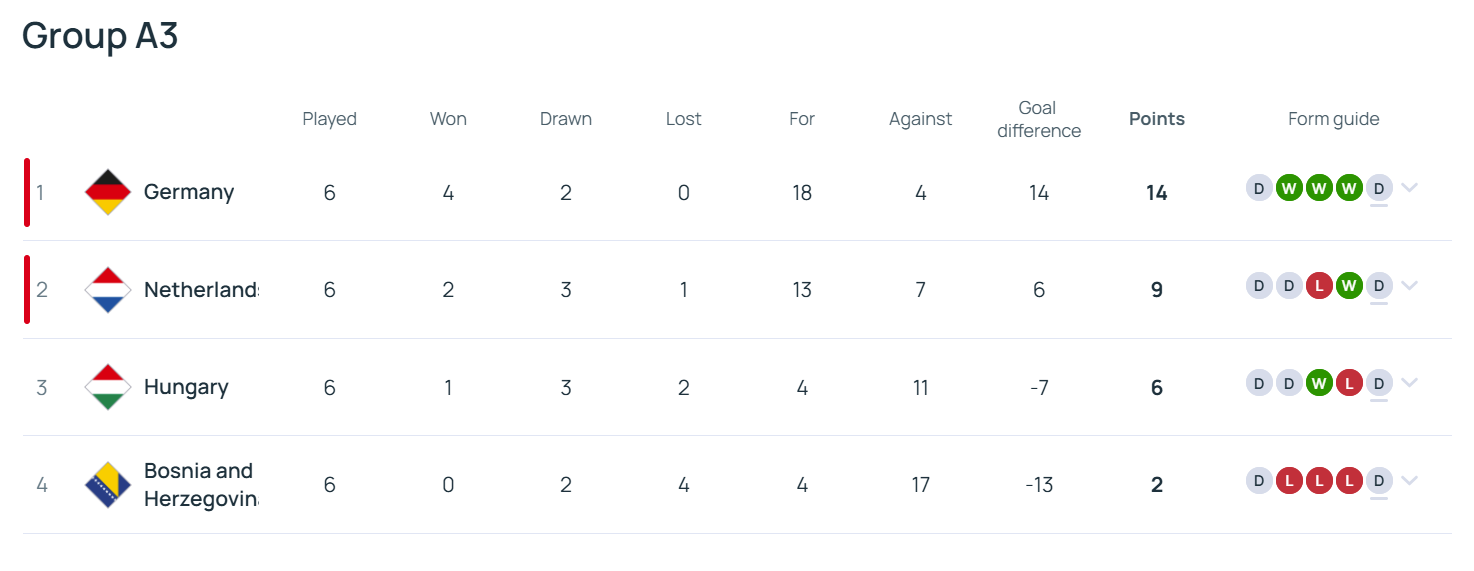 Group A3
Played Won Drawn Lost For Against Goal difference Points Form guide
1 Germany 6 4 2 0 18 4 14 14 D W W W D
2 Netherlands 6 2 3 1 13 7 6 9 D D L W D
3 Hungary 6 1 3 2 4 11 -7 6 D D W L D
4 Bosnia and Herzegovin 6 0 2 4 4 17 -13 2 D L L L D